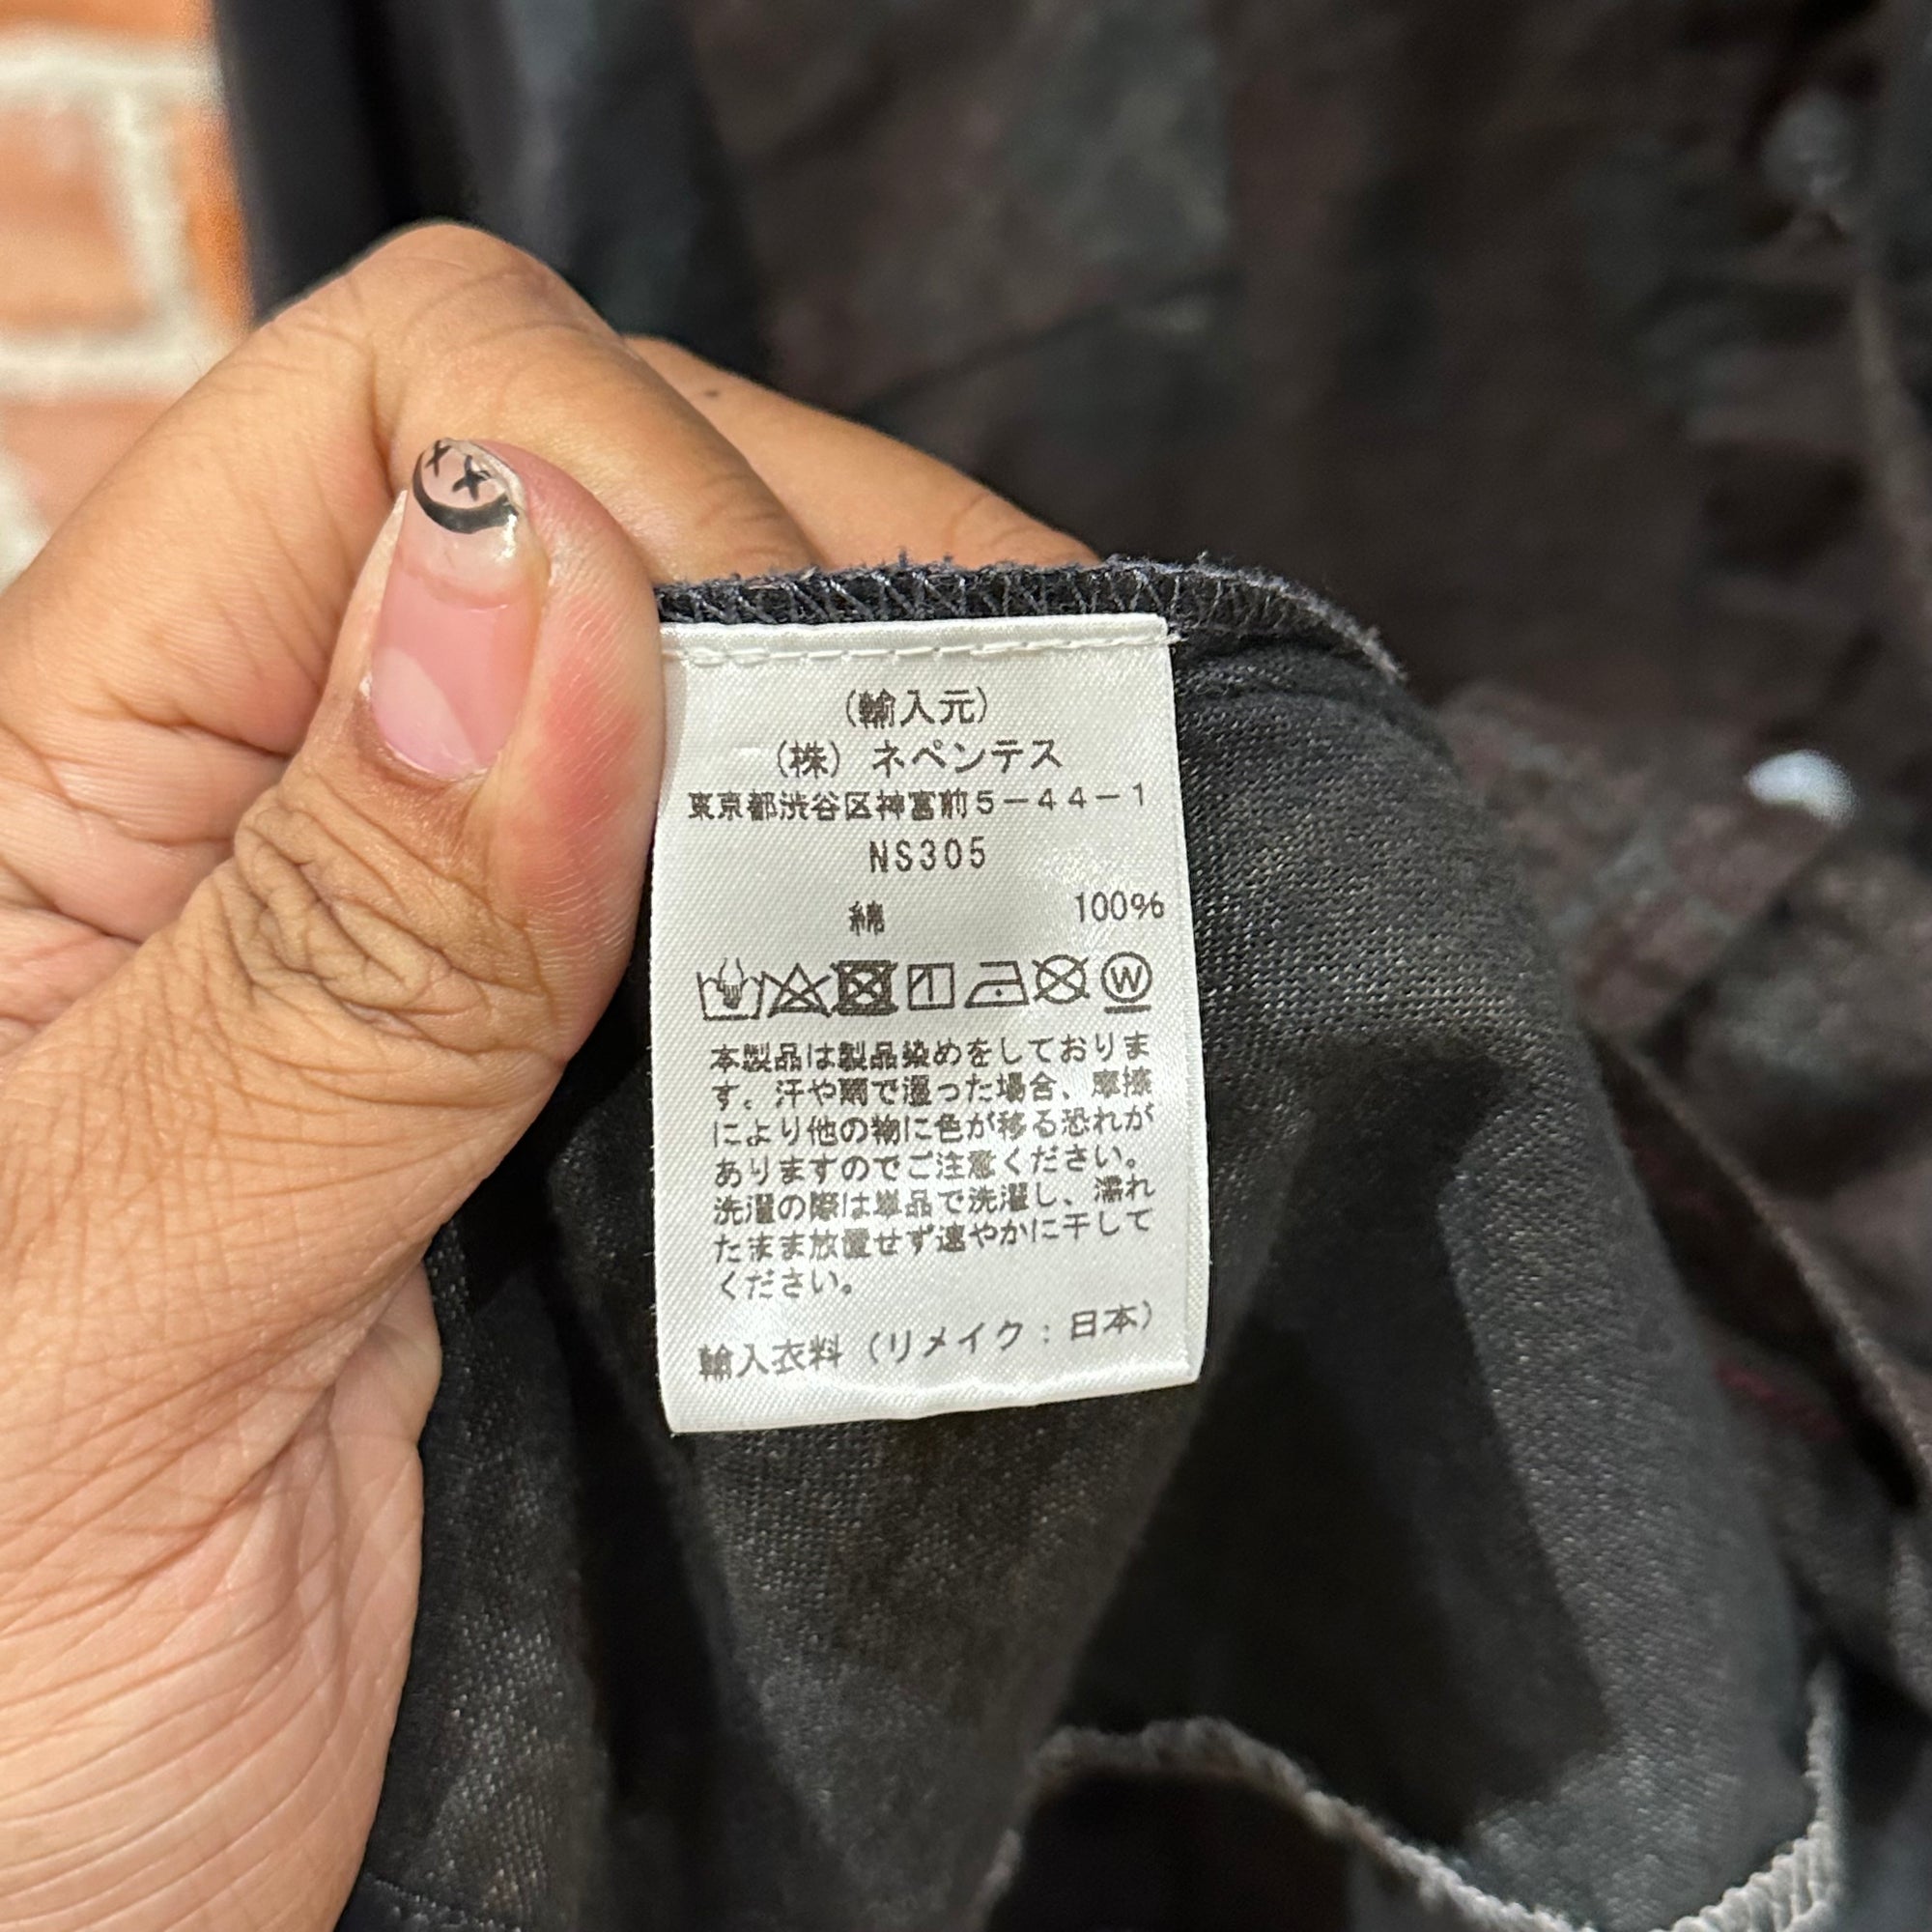 (輸入元)
(株) ネペンテス
東京都渋谷区神宮前5-44-1
NS305
綿 100%
W
本製品は製品染めをしておりま
す。汗や雨で湿った場合、摩擦
により他の物に色が移る恐れが
ありますのでご注意ください。
洗濯の際は単品で洗濯し、濡れ
たまま放置せず速やかに干して
ください。
輸入衣料 (リメイク:日本)